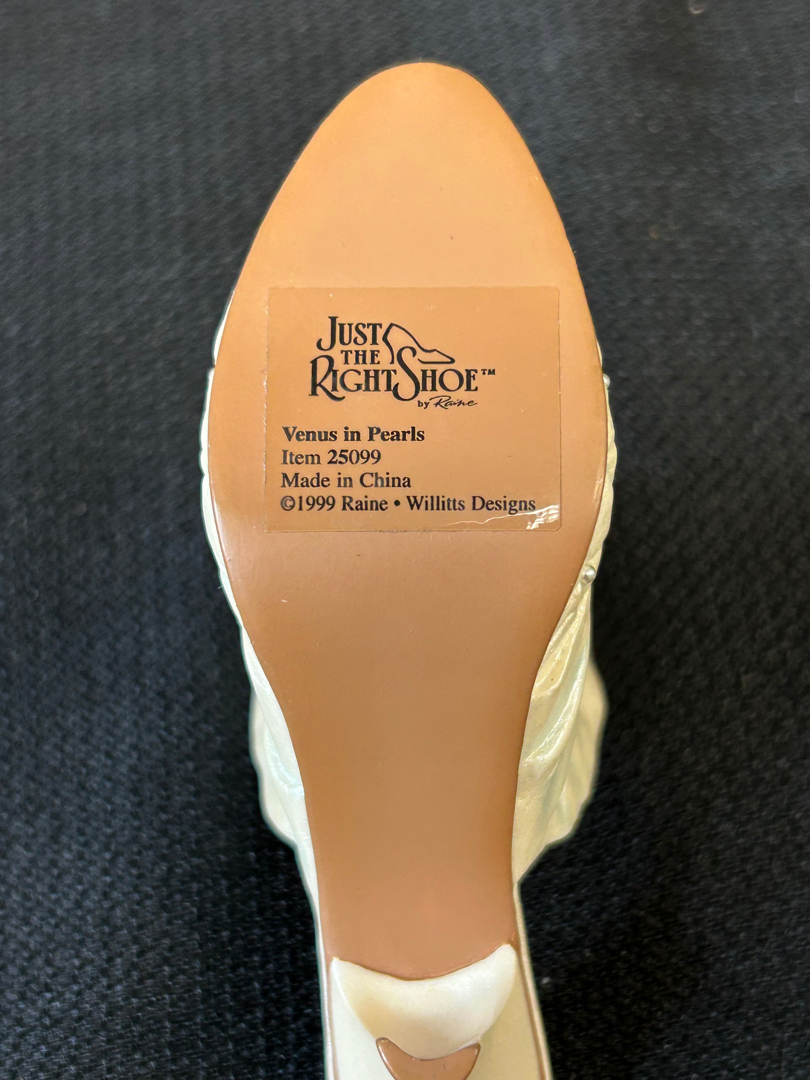 JUST
THE
RIGHT SHOE™
by Raine
Venus in Pearls
Item 25099
Made in China
©1999 Raine • Willitts Designs